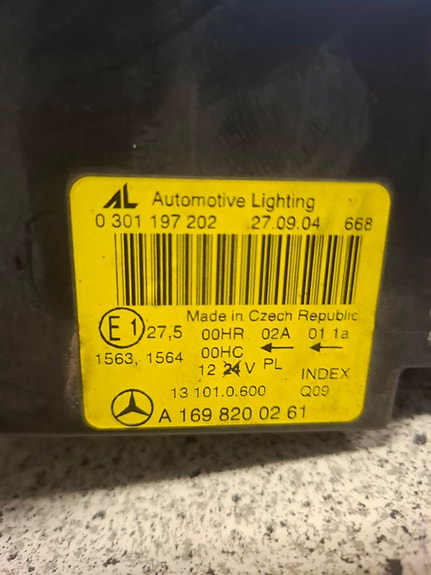 AL Automotive Lighting
0 301 197 202 27.09.04 668
Made in Czech Republic
E1 27,5 00HR 02A 01 1a
1563, 1564 00HC ← ←
12 24 V PL INDEX
13 101.0.600 Q09
A 169 820 02 61